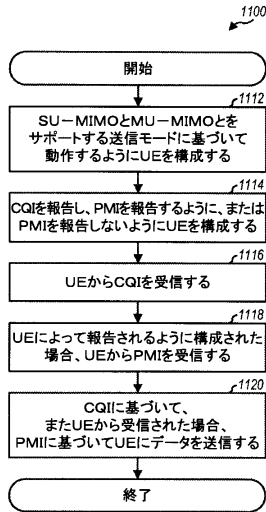 1100
開始
1112
SU-MIMOとMU-MIMOとを
サポートする送信モードに基づいて
動作するようにUEを構成する
1114
CQIを報告し、PMIを報告するように、または
PMIを報告しないようにUEを構成する
1116
UEからCQIを受信する
1118
UEによって報告されるように構成された
場合、UEからPMIを受信する
1120
CQIに基づいて、
またUEから受信された場合、
PMIに基づいてUEにデータを送信する
終了